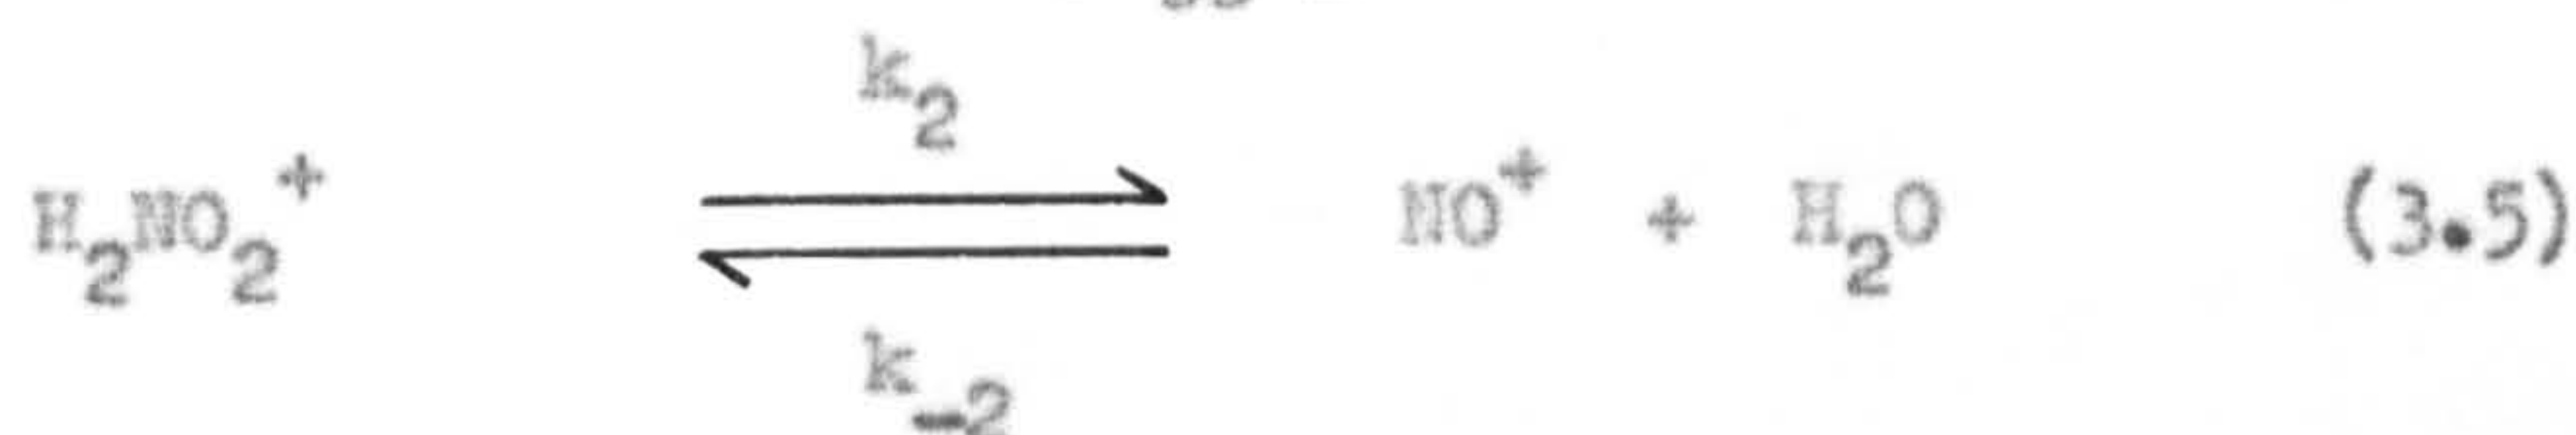 k₂
H₂NO₂⁺ ⇌ NO⁺ + H₂O (3.5)
k₋₂